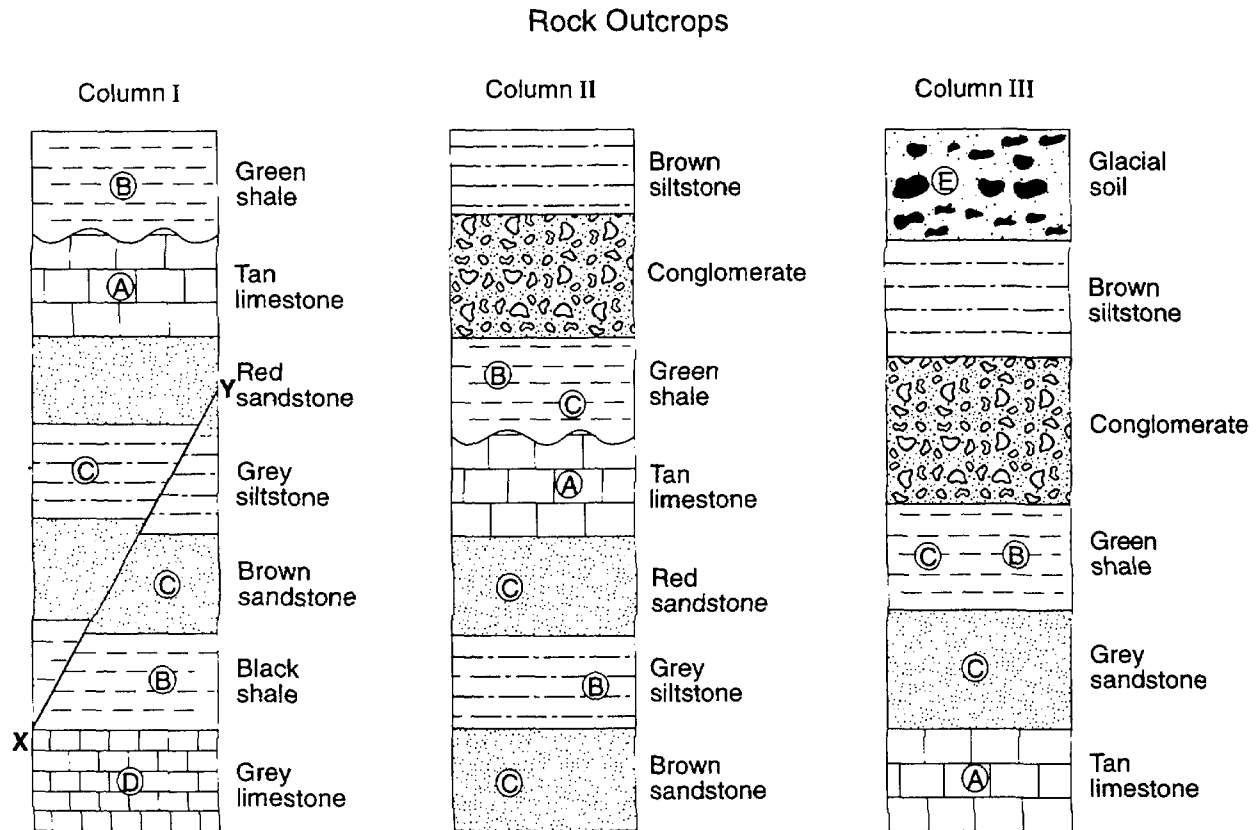 Rock Outcrops
Column I
B
Green
shale
A
Tan
limestone
Red
Y
sandstone
C
Grey
siltstone
C
Brown
sandstone
B
Black
shale
X
D
Grey
limestone
Column II
Brown
siltstone
Conglomerate
B
C
Green
shale
A
Tan
limestone
C
Red
sandstone
B
Grey
siltstone
C
Brown
sandstone
Column III
E
Glacial
soil
Brown
siltstone
Conglomerate
C B
Green
shale
C
Grey
sandstone
A
Tan
limestone